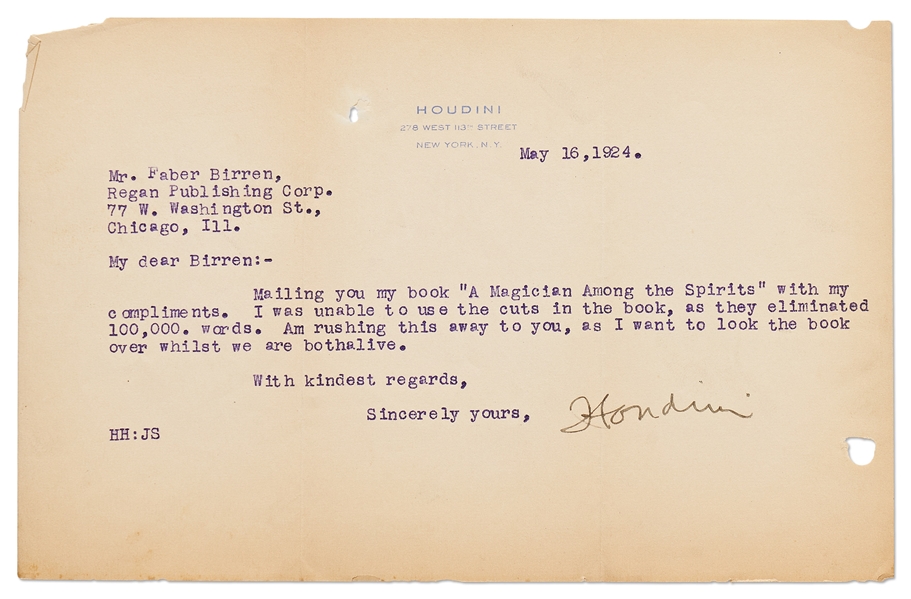 HOUDINI
278 WEST 113TH STREET
NEW YORK, N.Y.
May 16,1924.
Mr. Faber Birren,
Regan Publishing Corp.
77 W. Washington St.,
Chicago, Ill.
My dear Birren:-
Mailing you my book "A Magician Among the Spirits" with my
compliments. I was unable to use the cuts in the book, as they eliminated
100,000. words. Am rushing this away to you, as I want to look the book
over whilst we are bothalive.
With kindest regards,
Sincerely yours,
Houdini
HH:JS